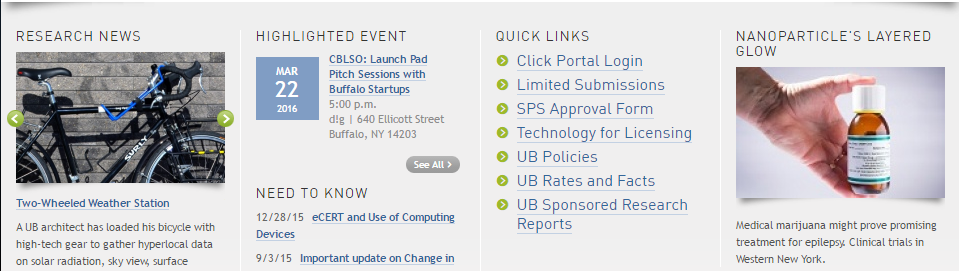 RESEARCH NEWS
SURLY
Two-Wheeled Weather Station
A UB architect has loaded his bicycle with
high-tech gear to gather hyperlocal data
on solar radiation, sky view, surface
HIGHLIGHTED EVENT
MAR
22
2016
CBLSO: Launch Pad
Pitch Sessions with
Buffalo Startups
5:00 p.m.
d!g | 640 Ellicott Street
Buffalo, NY 14203
See All
NEED TO KNOW
12/28/15 eCERT and Use of Computing
Devices
9/3/15 Important update on Change in
QUICK LINKS
Click Portal Login
Limited Submissions
SPS Approval Form
Technology for Licensing
UB Policies
UB Rates and Facts
UB Sponsored Research
Reports
NANOPARTICLE'S LAYERED
GLOW
Medical marijuana might prove promising
treatment for epilepsy. Clinical trials in
Western New York.